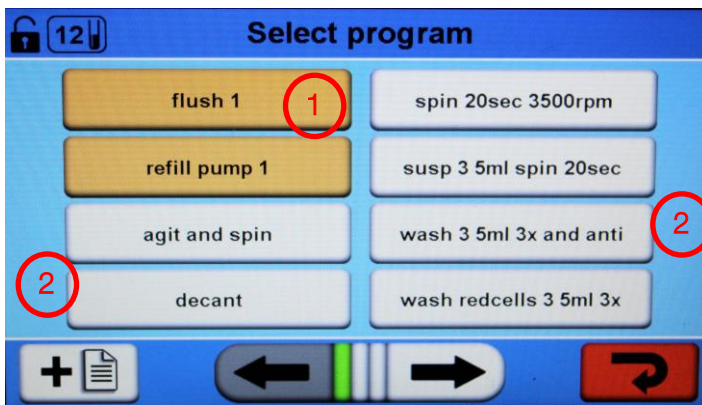 12
Select program
flush 1
1
spin 20sec 3500rpm
refill pump 1
susp 3 5ml spin 20sec
agit and spin
wash 3 5ml 3x and anti
2
2
decant
wash redcells 3 5ml 3x